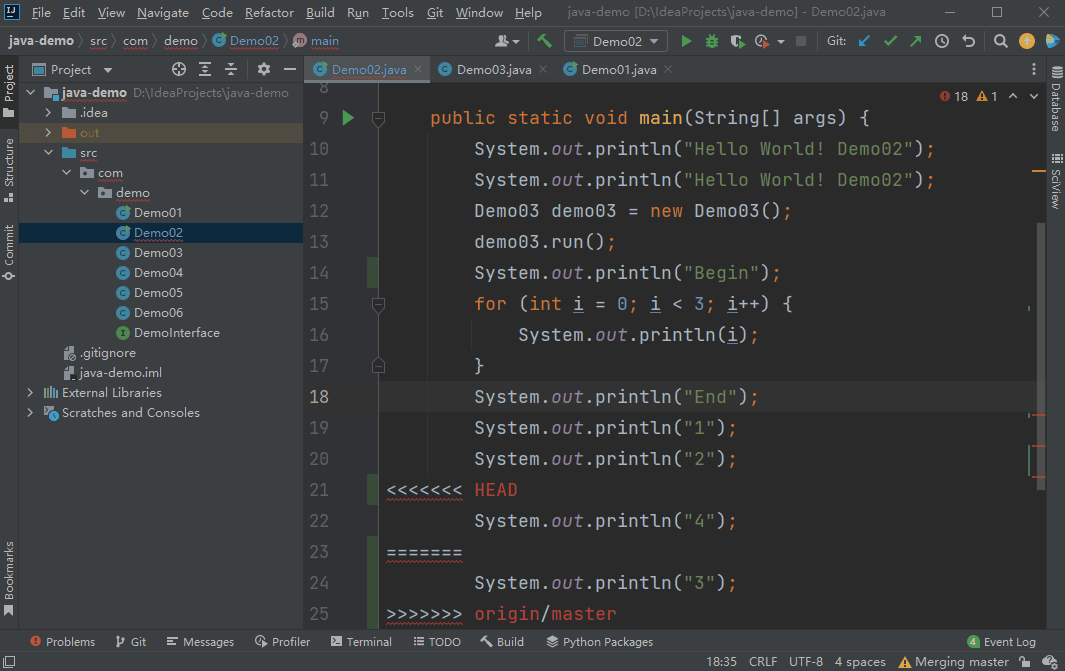 File Edit View Navigate Code Refactor Build Run Tools Git Window Help java-demo [D:\IdeaProjects\java-demo] - Demo02.java
java-demo src com demo Demo02 main Demo02 Git:
Project Demo02.java Demo03.java Demo01.java
Project
Structure
Commit
Bookmarks
java-demo D:\IdeaProjects\java-demo
.idea
out
src
com
demo
Demo01
Demo02
Demo03
Demo04
Demo05
Demo06
DemoInterface
.gitignore
java-demo.iml
External Libraries
Scratches and Consoles
18 1
8
9 public static void main(String[] args) {
10 System.out.println("Hello World! Demo02");
11 System.out.println("Hello World! Demo02");
12 Demo03 demo03 = new Demo03();
13 demo03.run();
14 System.out.println("Begin");
15 for (int i = 0; i < 3; i++) {
16 System.out.println(i);
17 }
18 System.out.println("End");
19 System.out.println("1");
20 System.out.println("2");
21 <<<<<<< HEAD
22 System.out.println("4");
23 =======
24 System.out.println("3");
25 >>>>>>> origin/master
Database
SciView
Problems Git Messages Profiler Terminal TODO Build Python Packages 4 Event Log
18:35 CRLF UTF-8 4 spaces Merging master